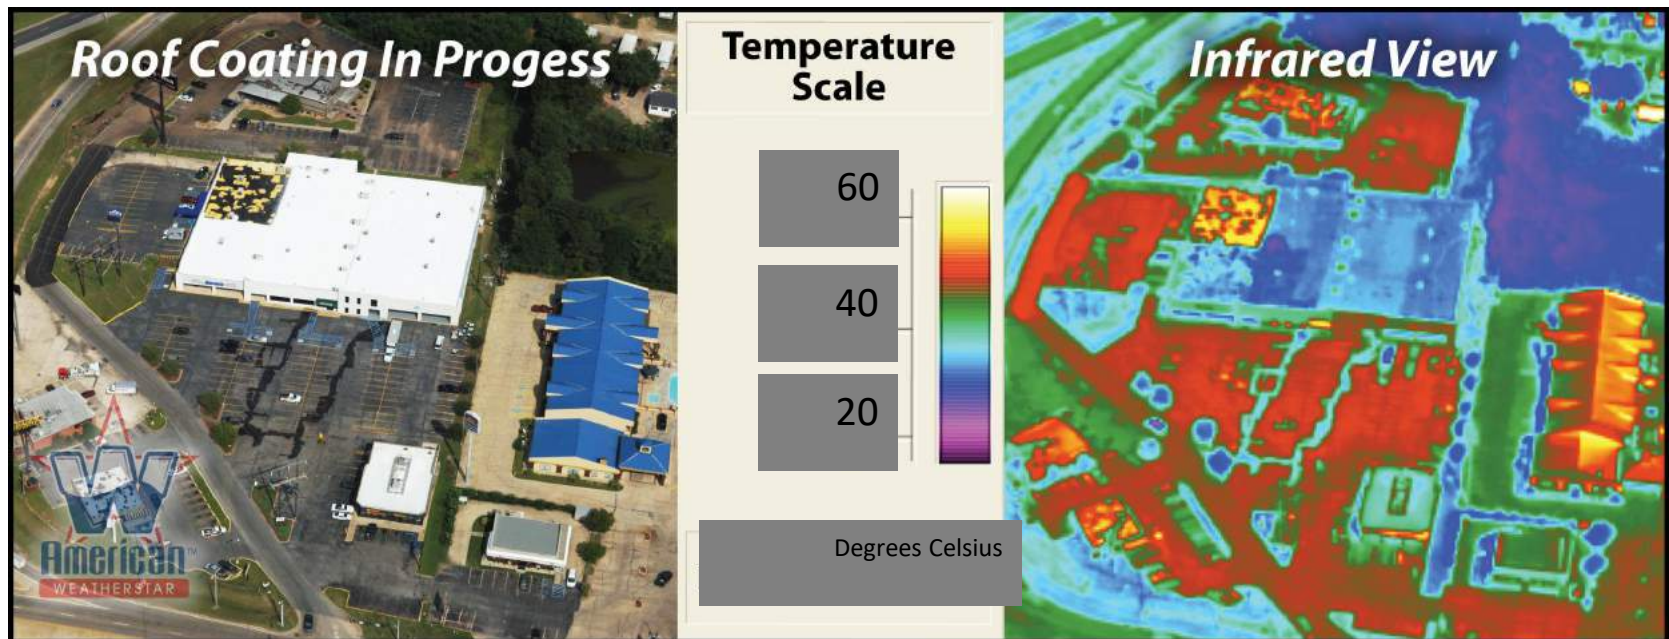 Roof Coating In Progess
Temperature
Scale
60
40
20
Degrees Celsius
Infrared View
W
American
WEATHERSTAR